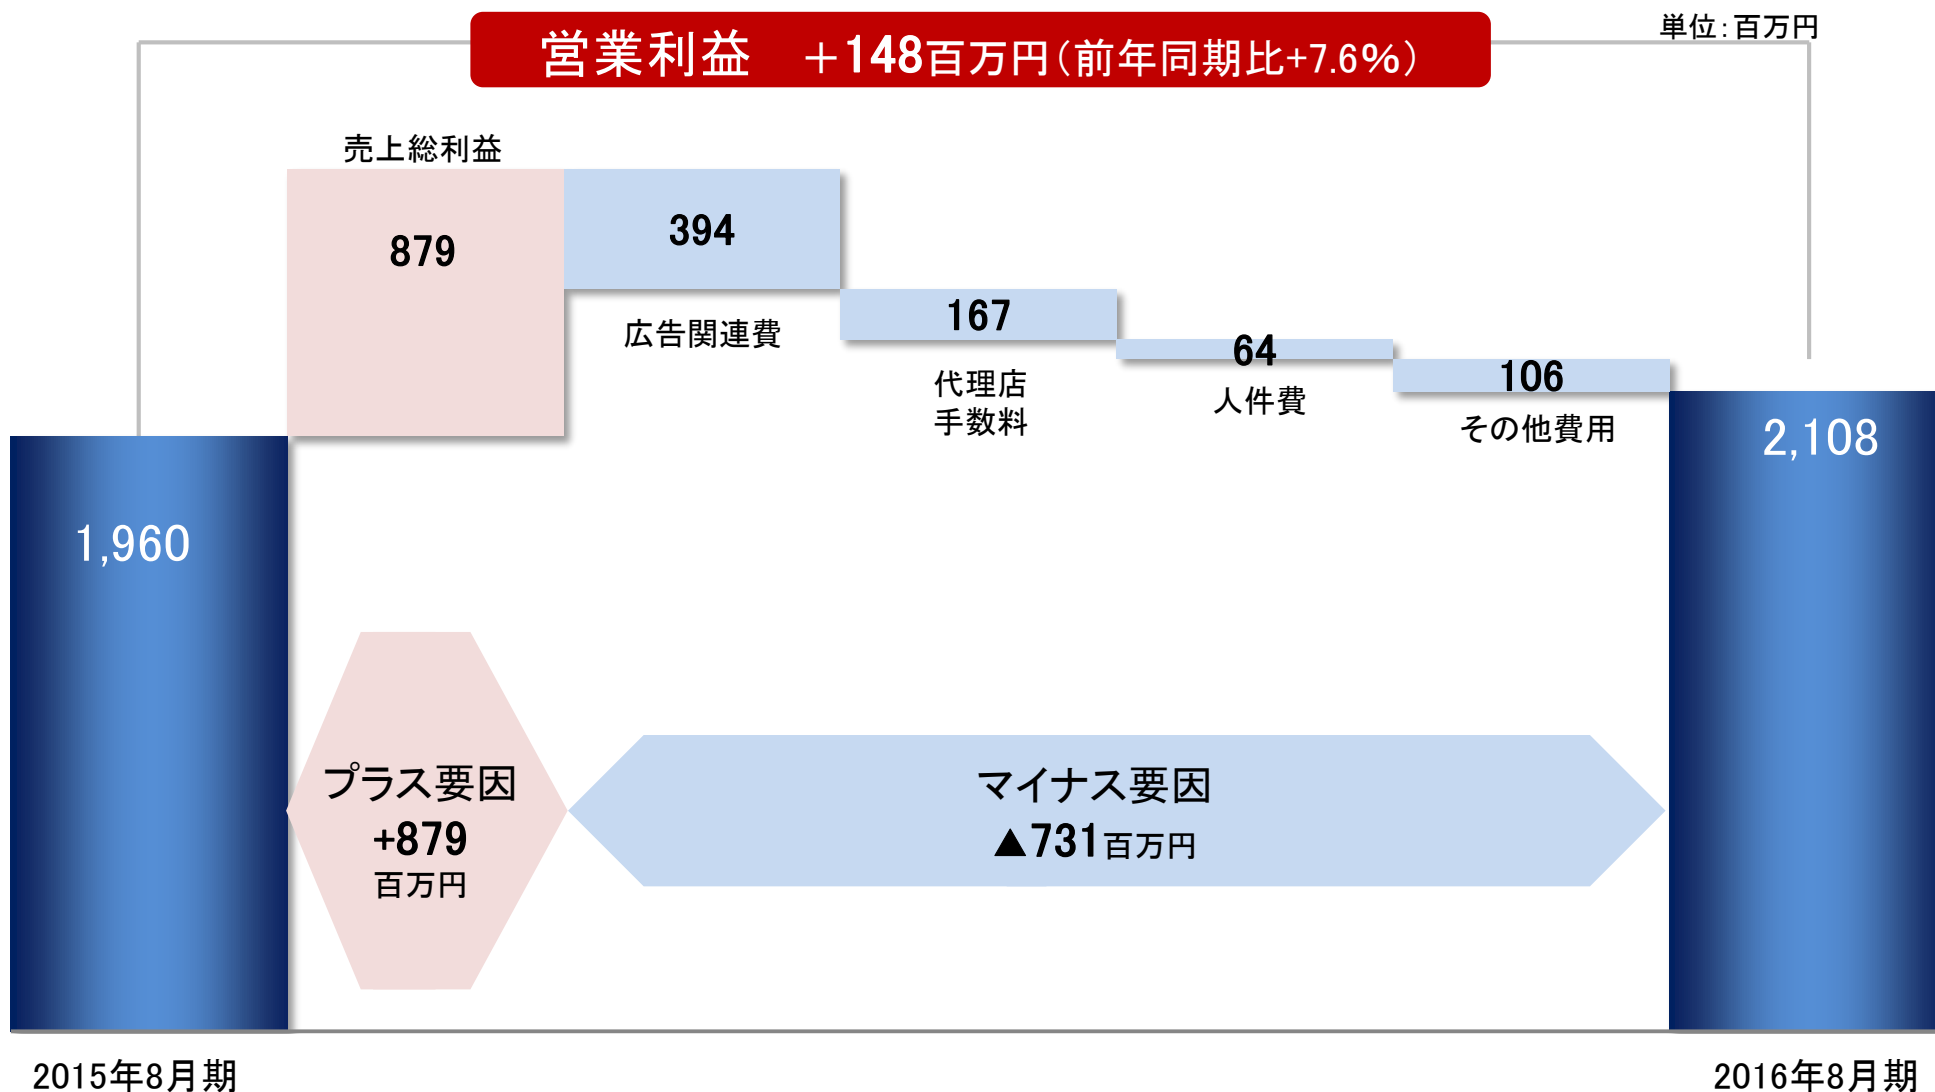 単位：百万円
営業利益　＋148百万円（前年同期比+7.6％）
売上総利益
879
394
広告関連費
167
代理店
手数料
64
人件費
106
その他費用
1,960
2,108
プラス要因
+879
百万円
マイナス要因
▲731百万円
2015年8月期
2016年8月期